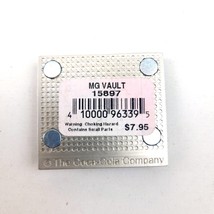 MG VAULT
15897
4 10000 96339 5
Warning: Choking Hazard
Contains Small Parts
$7.95
© The Coca-Cola Company